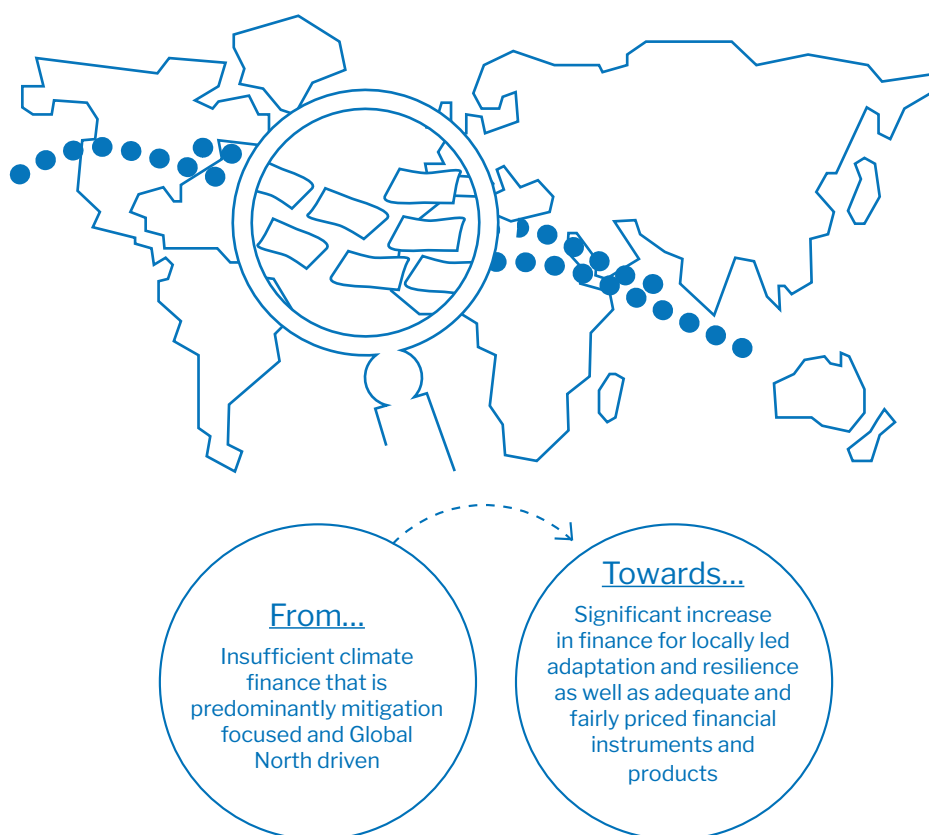 From...
Insufficient climate
finance that is
predominantly mitigation
focused and Global
North driven
Towards...
Significant increase
in finance for locally led
adaptation and resilience
as well as adequate and
fairly priced financial
instruments and
products